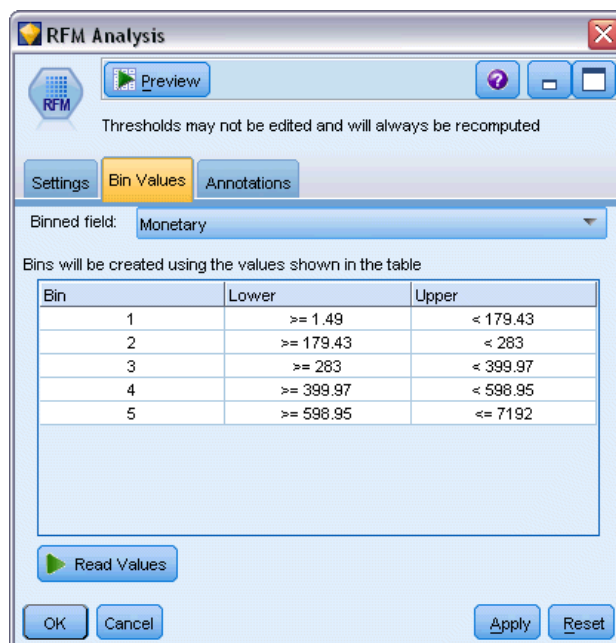 RFM Analysis
RFM
Preview
?
Thresholds may not be edited and will always be recomputed
Settings Bin Values Annotations
Binned field: Monetary
Bins will be created using the values shown in the table
Bin Lower Upper
1 >= 1.49 < 179.43
2 >= 179.43 < 283
3 >= 283 < 399.97
4 >= 399.97 < 598.95
5 >= 598.95 <= 7192
Read Values
OK Cancel Apply Reset